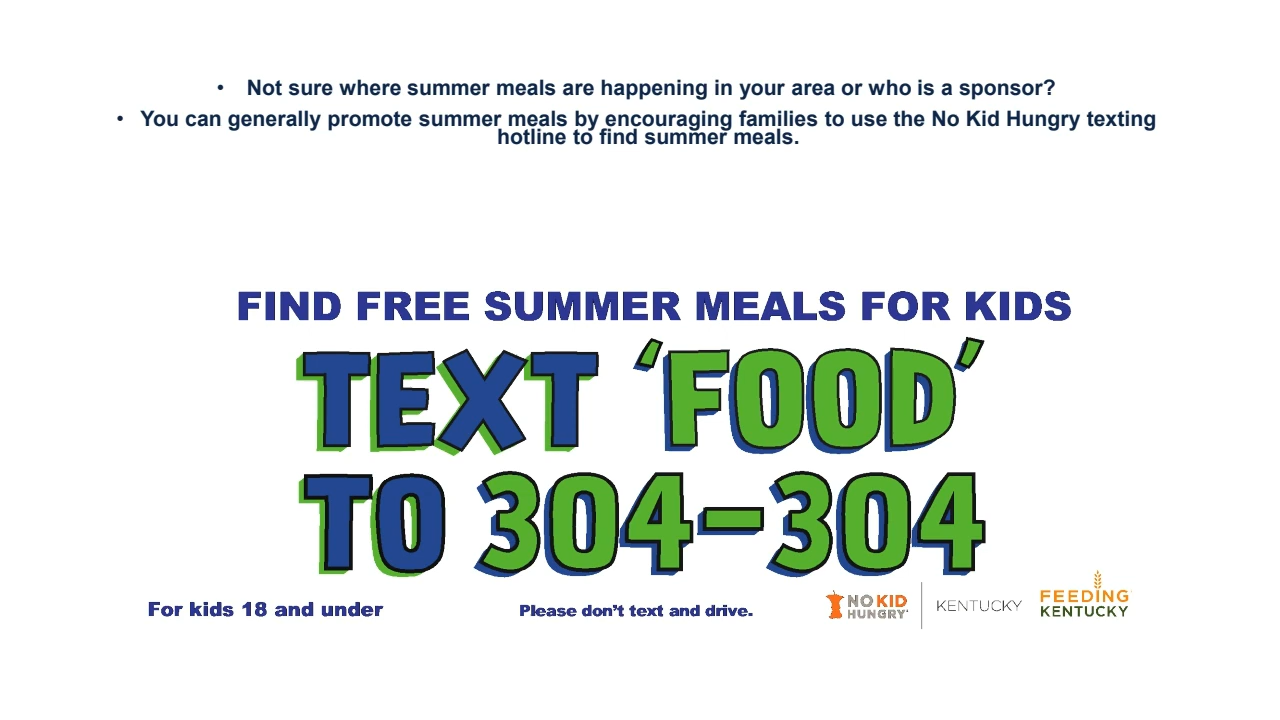 • Not sure where summer meals are happening in your area or who is a sponsor?
• You can generally promote summer meals by encouraging families to use the No Kid Hungry texting
hotline to find summer meals.
FIND FREE SUMMER MEALS FOR KIDS
TEXT ‘FOOD’
TO 304-304
For kids 18 and under
Please don’t text and drive.
NO KID
HUNGRY
KENTUCKY
FEEDING
KENTUCKY